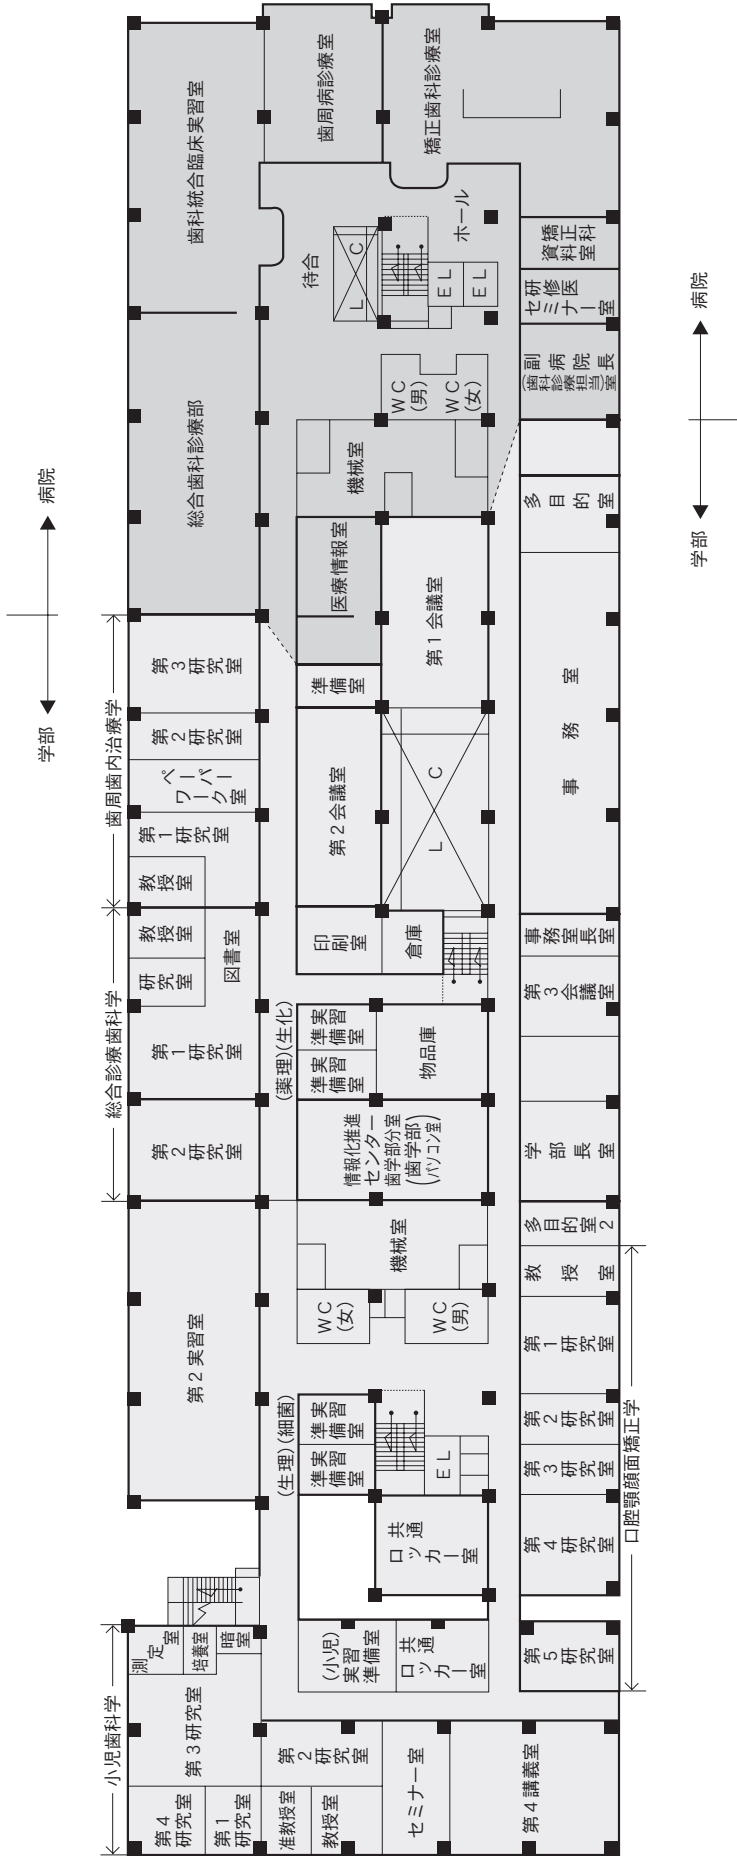 小児歯科学
総合診療歯科学
歯周歯内治療学
学部
病院
第4
研究室
第1
研究室
第3研究室
測定室
培養室
暗室
第2実習室
第2
研究室
第1
研究室
研究室
教授室
図書室
教授室
第1
研究室
ペーパー
ワーク室
第2
研究室
第3
研究室
総合歯科診療部
歯科統合臨床実習室
歯周病診療室
矯正歯科診療室
准教授室
教授室
第2
研究室
(生理)
(細菌)
(薬理)
(生化)
待合
ホール
セミナー室
(小児)
実習
準備室
共通
ロッカー室
共通
ロッカー室
実習
準備室
実習
準備室
EL
WC
(女)
WC
(男)
機械室
情報化推進
センター
歯学部分室
(歯学部
パソコン室)
実習
準備室
実習
準備室
物品庫
印刷室
倉庫
第2会議室
LC
準備室
医療情報室
第1会議室
機械室
WC
(男)
WC
(女)
LC
EL
EL
第4講義室
第5
研究室
第4
研究室
第3
研究室
第2
研究室
第1
研究室
教授室
多目的室2
学部長室
第3
会議室
事務室長室
事務室
多目的室
副病院長室
(歯科診療担当)
研修医
セミナー室
矯正科
資料室
口腔顎顔面矯正学
学部
病院